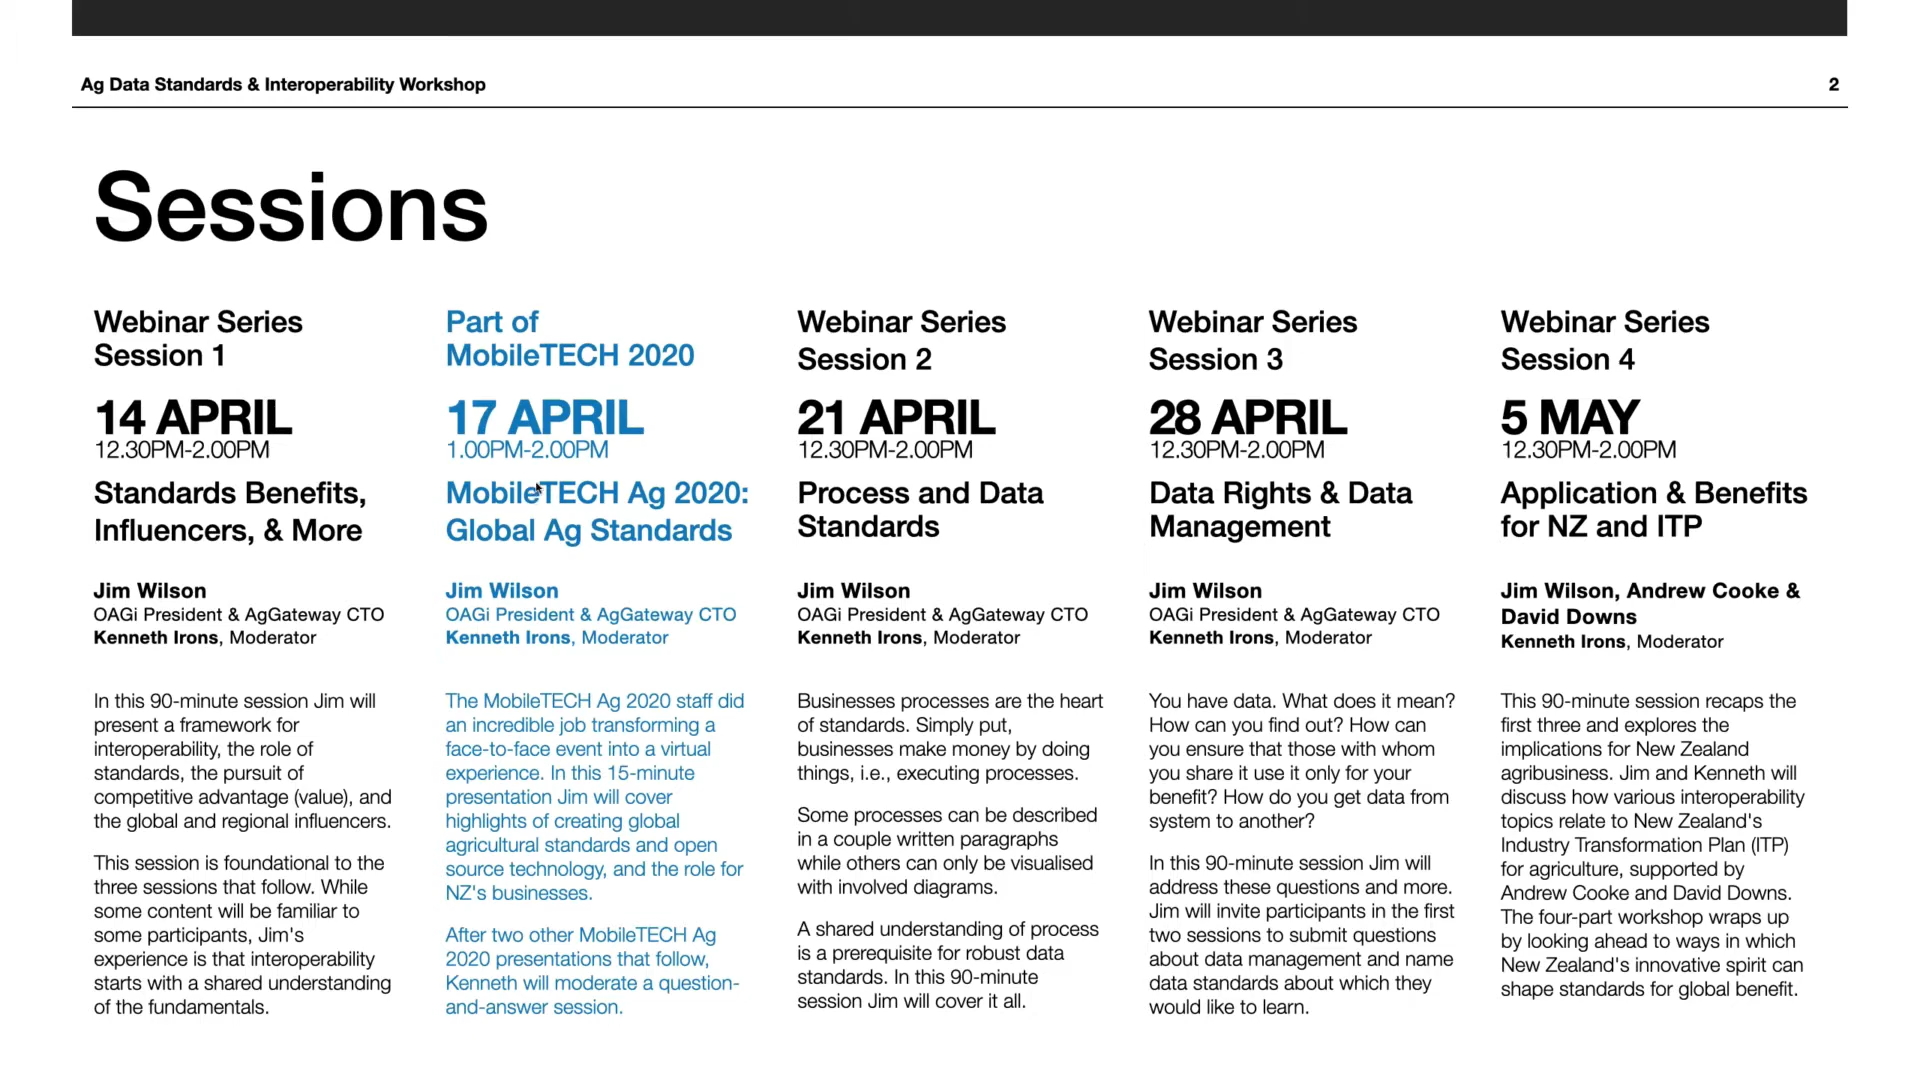 Ag Data Standards & Interoperability Workshop
2
Sessions
Webinar Series
Session 1
14 APRIL
12.30PM-2.00PM
Standards Benefits,
Influencers, & More
Jim Wilson
OAGi President & AgGateway CTO
Kenneth Irons, Moderator
In this 90-minute session Jim will
present a framework for
interoperability, the role of
standards, the pursuit of
competitive advantage (value), and
the global and regional influencers.
This session is foundational to the
three sessions that follow. While
some content will be familiar to
some participants, Jim's
experience is that interoperability
starts with a shared understanding
of the fundamentals.
Part of
MobileTECH 2020
17 APRIL
1.00PM-2.00PM
MobileTECH Ag 2020:
Global Ag Standards
Jim Wilson
OAGi President & AgGateway CTO
Kenneth Irons, Moderator
The MobileTECH Ag 2020 staff did
an incredible job transforming a
face-to-face event into a virtual
experience. In this 15-minute
presentation Jim will cover
highlights of creating global
agricultural standards and open
source technology, and the role for
NZ's businesses.
After two other MobileTECH Ag
2020 presentations that follow,
Kenneth will moderate a question-
and-answer session.
Webinar Series
Session 2
21 APRIL
12.30PM-2.00PM
Process and Data
Standards
Jim Wilson
OAGi President & AgGateway CTO
Kenneth Irons, Moderator
Businesses processes are the heart
of standards. Simply put,
businesses make money by doing
things, i.e., executing processes.
Some processes can be described
in a couple written paragraphs
while others can only be visualised
with involved diagrams.
A shared understanding of process
is a prerequisite for robust data
standards. In this 90-minute
session Jim will cover it all.
Webinar Series
Session 3
28 APRIL
12.30PM-2.00PM
Data Rights & Data
Management
Jim Wilson
OAGi President & AgGateway CTO
Kenneth Irons, Moderator
You have data. What does it mean?
How can you find out? How can
you ensure that those with whom
you share it use it only for your
benefit? How do you get data from
system to another?
In this 90-minute session Jim will
address these questions and more.
Jim will invite participants in the first
two sessions to submit questions
about data management and name
data standards about which they
would like to learn.
Webinar Series
Session 4
5 MAY
12.30PM-2.00PM
Application & Benefits
for NZ and ITP
Jim Wilson, Andrew Cooke &
David Downs
Kenneth Irons, Moderator
This 90-minute session recaps the
first three and explores the
implications for New Zealand
agribusiness. Jim and Kenneth will
discuss how various interoperability
topics relate to New Zealand's
Industry Transformation Plan (ITP)
for agriculture, supported by
Andrew Cooke and David Downs.
The four-part workshop wraps up
by looking ahead to ways in which
New Zealand's innovative spirit can
shape standards for global benefit.